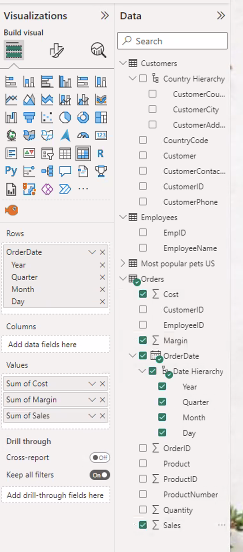 Visualizations
Build visual
Rows
OrderDate
Year
Quarter
Month
Day
Columns
Add data fields here
Values
Sum of Cost
Sum of Margin
Sum of Sales
Drill through
Cross-report
Off
Keep all filters
On
Add drill-through fields here
Data
Search
Customers
Country Hierarchy
CustomerCou...
CustomerCity
CustomerAdd...
CountryCode
Customer
CustomerContac...
CustomerID
CustomerPhone
Employees
EmpID
EmployeeName
Most popular pets US
Orders
Cost
CustomerID
EmployeeID
Margin
OrderDate
Date Hierarchy
Year
Quarter
Month
Day
OrderID
Product
ProductID
ProductNumber
Quantity
Sales